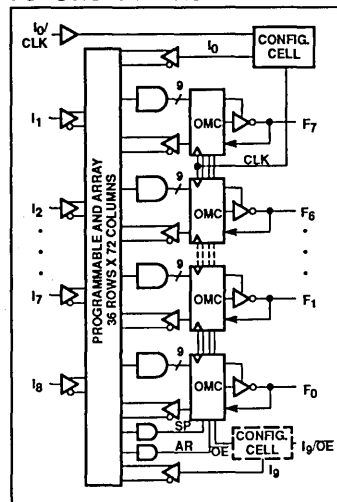 I0/
CLK
I0
CONFIG.
CELL
9
I1
OMC
F7
CLK
PROGRAMMABLE AND ARRAY
36 ROWS X 72 COLUMNS
9
I2
OMC
F6
9
I7
OMC
F1
9
I8
OMC
F0
SP
AR
OE
CONFIG.
CELL
I9/OE
I9